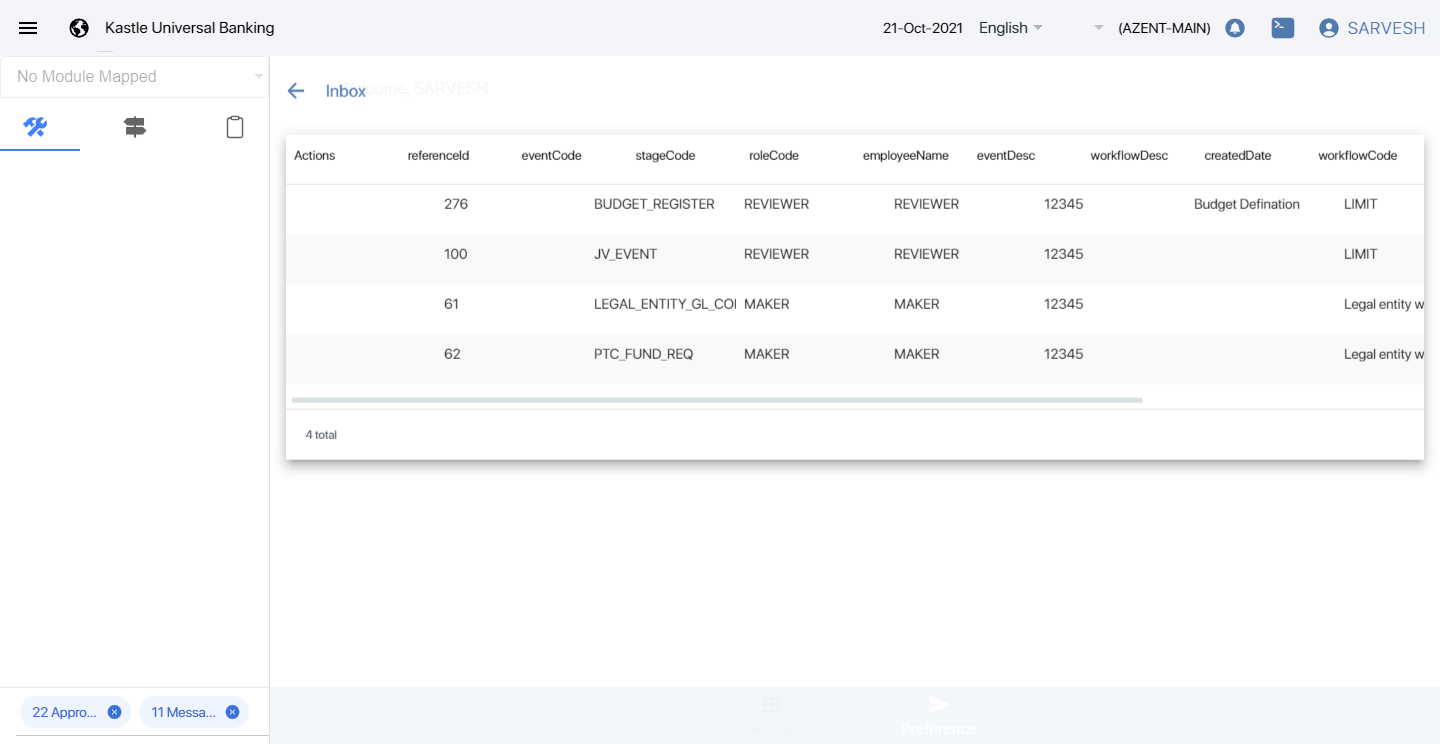 Kastle Universal Banking
21-Oct-2021 English (AZENT-MAIN) SARVESH
No Module Mapped
Inbox
Welcome, SARVESH
Actions referenceId eventCode stageCode roleCode employeeName eventDesc workflowDesc createdDate workflowCode
276 BUDGET_REGISTER REVIEWER REVIEWER 12345 Budget Defination LIMIT
100 JV_EVENT REVIEWER REVIEWER 12345 LIMIT
61 LEGAL_ENTITY_GL_CO MAKER MAKER 12345 Legal entity w
62 PTC_FUND_REQ MAKER MAKER 12345 Legal entity w
4 total
22 Appro... 11 Messa...
Preference